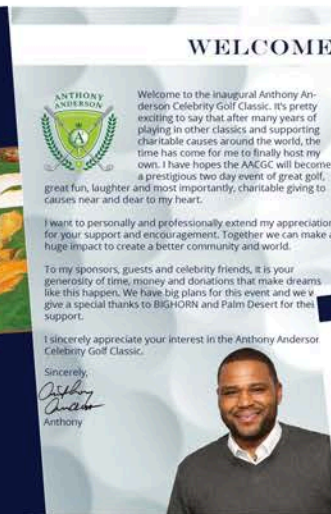 WELCOME
ANTHONY
ANDERSON
A
Welcome to the inaugural Anthony An-
derson Celebrity Golf Classic. It's pretty
exciting to say that after many years of
playing in other classics and supporting
charitable causes around the world, the
time has come for me to finally host my
own. I have hopes the AACGC will become
a prestigious two day event of great golf,
great fun, laughter and most importantly, charitable giving to
causes near and dear to my heart.
I want to personally and professionally extend my appreciation
for your support and encouragement. Together we can make a
huge impact to create a better community and world.
To my sponsors, guests and celebrity friends, it is your
generosity of time, money and donations that make dreams
like this happen. We have big plans for this event and we w
give a special thanks to BIGHORN and Palm Desert for thei
support.
I sincerely appreciate your interest in the Anthony Anderson
Celebrity Golf Classic.
Sincerely,
Anthony
Anderson
Anthony